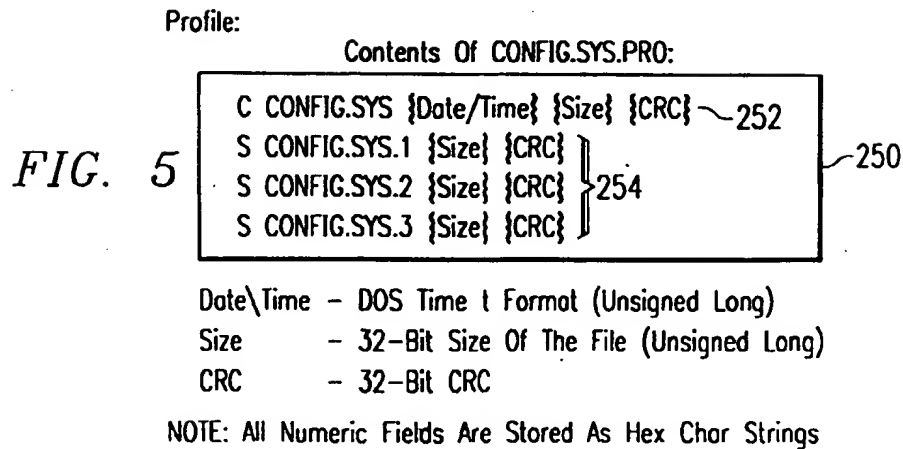 Profile:
Contents Of CONFIG.SYS.PRO:
C CONFIG.SYS {Date/Time} {Size} {CRC} 252
S CONFIG.SYS.1 {Size} {CRC}
S CONFIG.SYS.2 {Size} {CRC} 254
S CONFIG.SYS.3 {Size} {CRC}
250
FIG. 5
Date\Time - DOS Time t Format (Unsigned Long)
Size - 32-Bit Size Of The File (Unsigned Long)
CRC - 32-Bit CRC
NOTE: All Numeric Fields Are Stored As Hex Char Strings